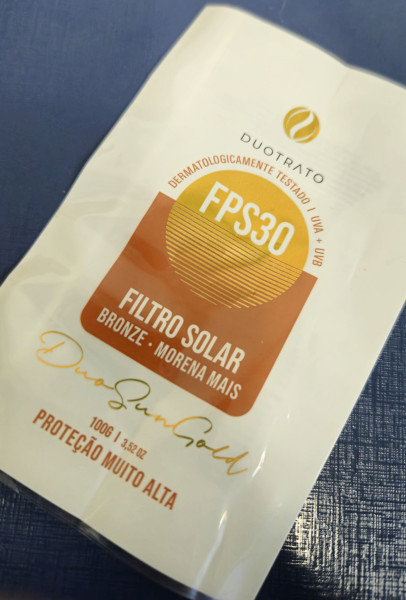 DUOTRATO
DERMATOLOGICAMENTE TESTADO | UVA + UVB
FPS30
FILTRO SOLAR
BRONZE - MORENA MAIS
DuoSunGold
100G | 3,52 OZ
PROTEÇÃO MUITO ALTA